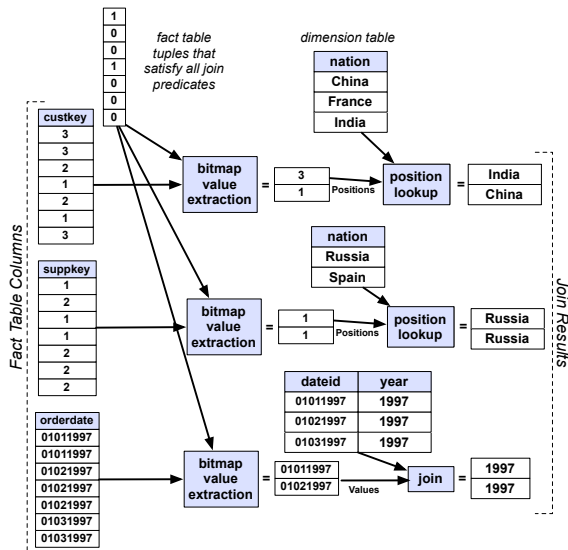 1
0
0
1
0
0
0
fact table
tuples that
satisfy all join
predicates
dimension table
nation
China
France
India
Fact Table Columns
custkey
3
3
2
1
2
1
3
bitmap
value
extraction
=
3
1
Positions
position
lookup
=
India
China
suppkey
1
2
1
1
2
2
2
bitmap
value
extraction
=
1
1
Positions
nation
Russia
Spain
position
lookup
=
Russia
Russia
Join Results
orderdate
01011997
01011997
01021997
01021997
01021997
01031997
01031997
bitmap
value
extraction
=
01011997
01021997
Values
dateid year
01011997 1997
01021997 1997
01031997 1997
join
=
1997
1997